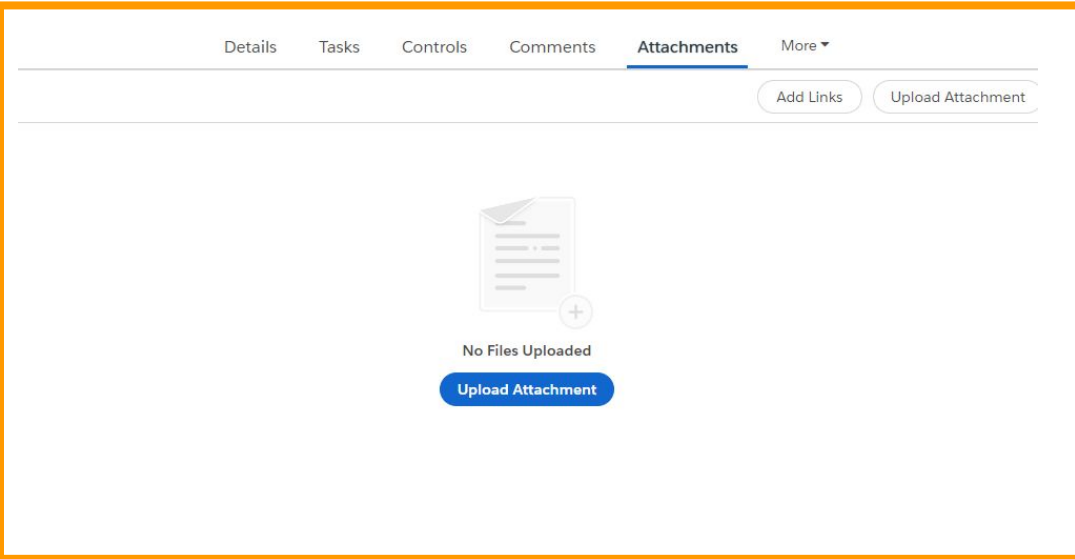 Details Tasks Controls Comments Attachments More
Add Links Upload Attachment
No Files Uploaded
Upload Attachment